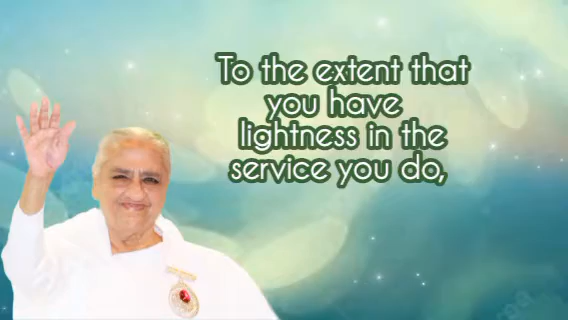 To the extent that
you have
lightness in the
service you do,